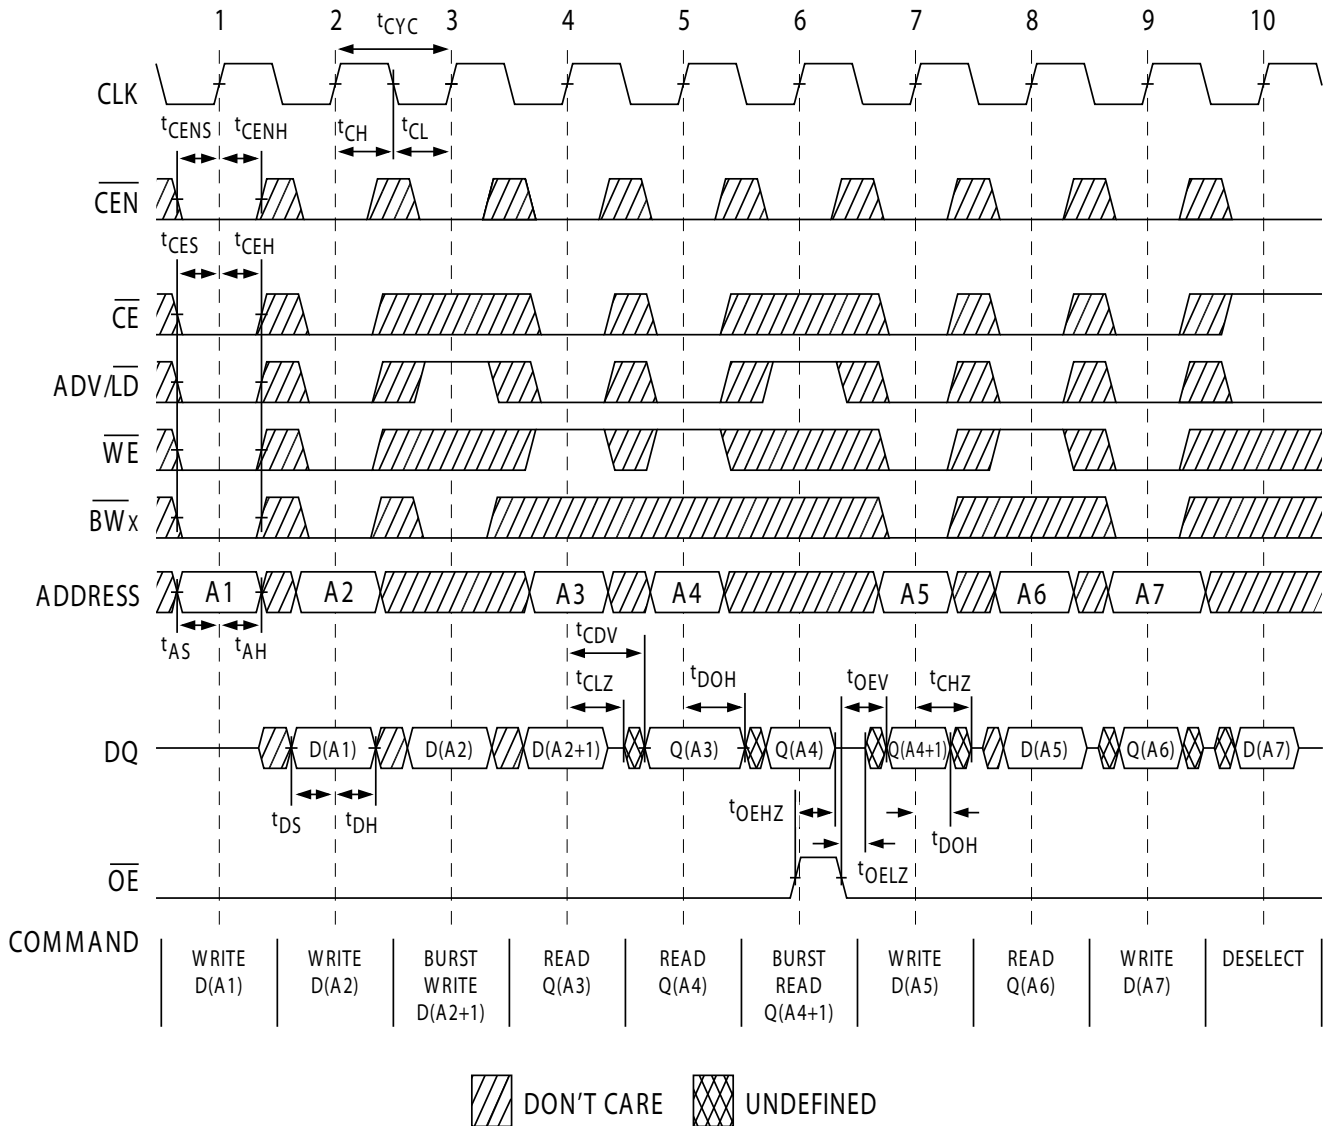 1 2 tCYC 3 4 5 6 7 8 9 10
CLK
tCENS tCENH tCH tCL
CEN
tCES tCEH
CE
ADV/LD
WE
BWx
ADDRESS A1 A2 A3 A4 A5 A6 A7
tAS tAH tCDV
tCLZ tDOH tOEV tCHZ
DQ D(A1) D(A2) D(A2+1) Q(A3) Q(A4) Q(A4+1) D(A5) Q(A6) D(A7)
tDS tDH tOEHZ tDOH
tOELZ
OE
COMMAND
WRITE WRITE BURST READ READ BURST WRITE READ WRITE DESELECT
D(A1) D(A2) WRITE Q(A3) Q(A4) READ D(A5) Q(A6) D(A7)
D(A2+1) Q(A4+1)
DON'T CARE UNDEFINED